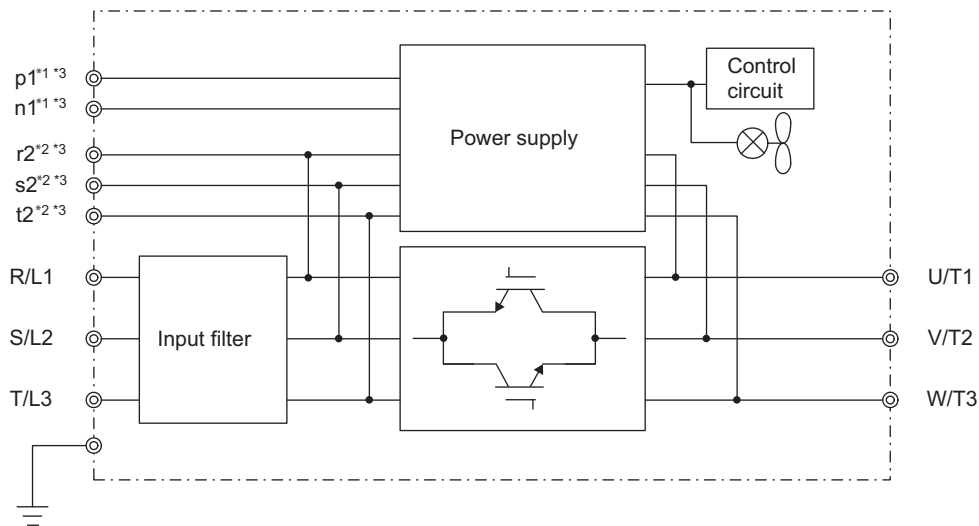 p1*1 *3
n1*1 *3
r2*2 *3
s2*2 *3
t2*2 *3
R/L1
S/L2
T/L3
Input filter
Power supply
Control
circuit
U/T1
V/T2
W/T3